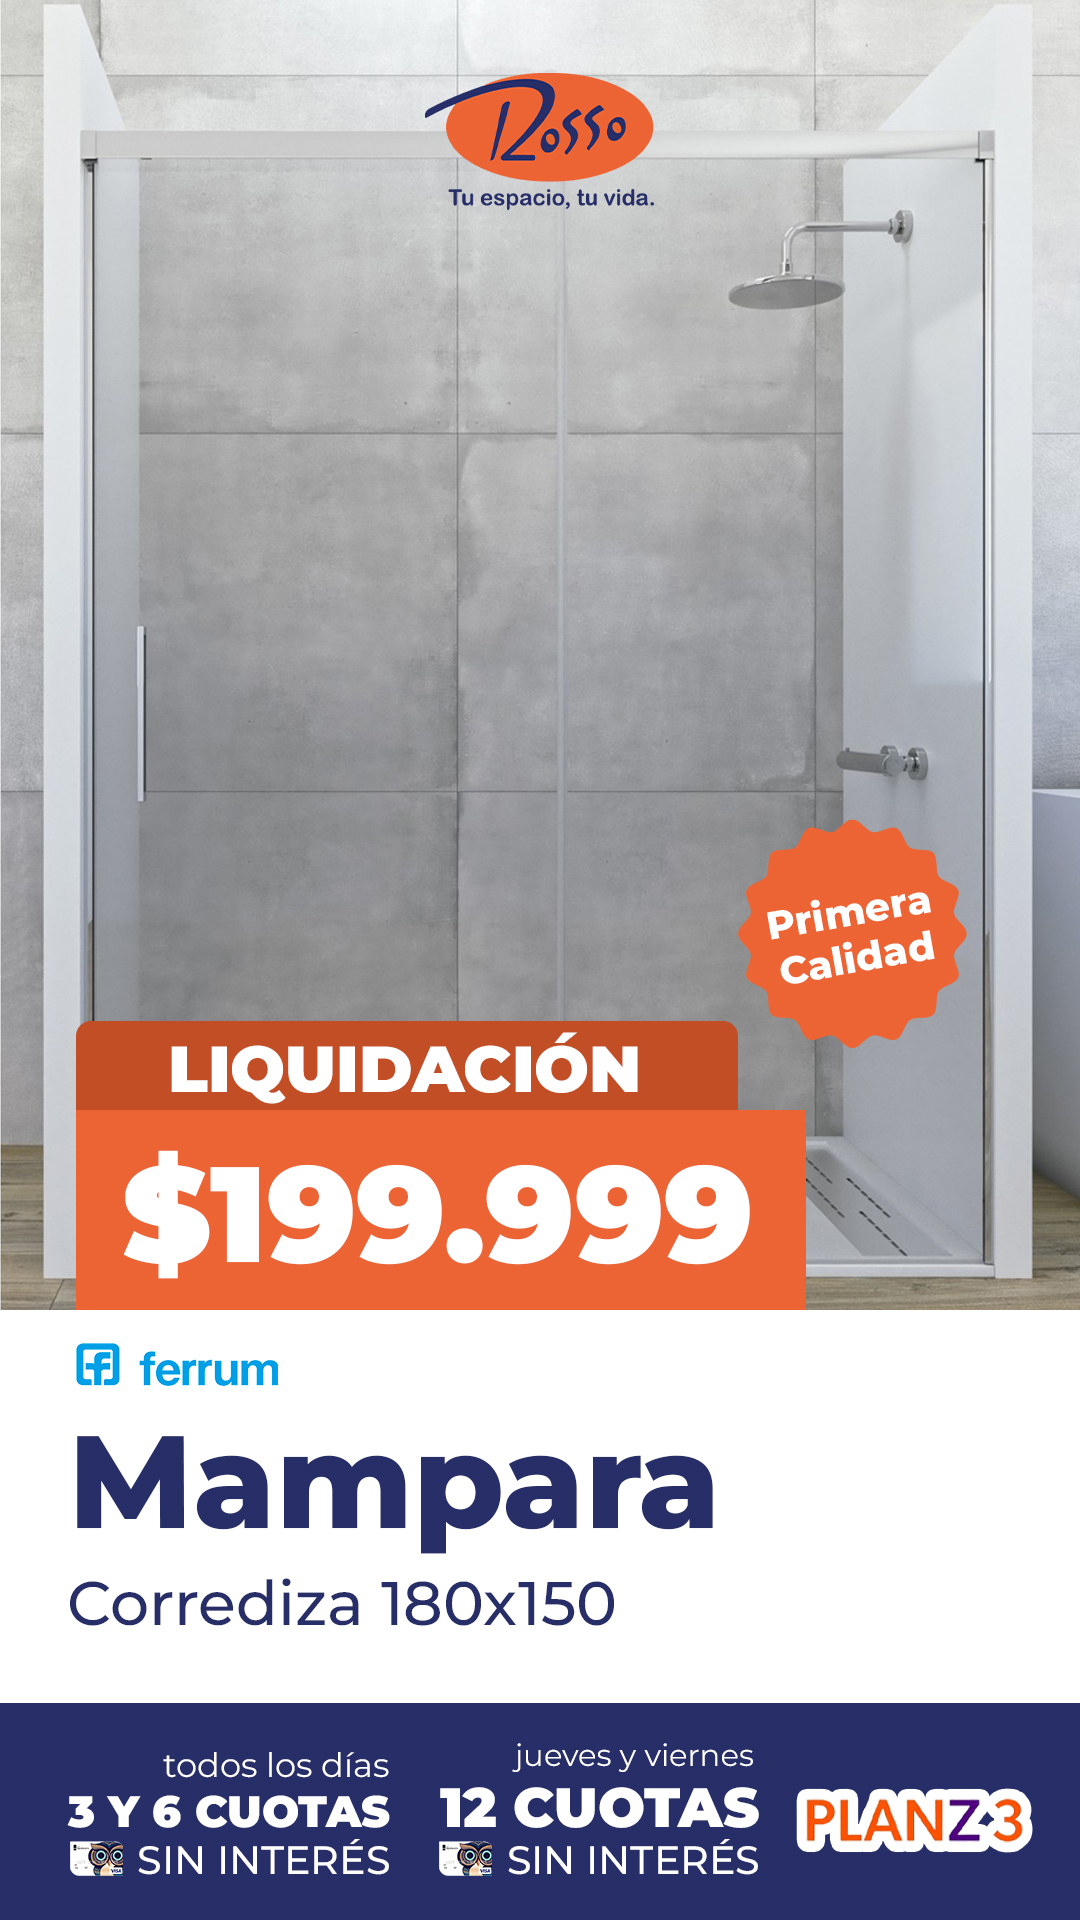 Rosso
Tu espacio, tu vida.
Primera
Calidad
LIQUIDACIÓN
$199.999
ferrum
Mampara
Corrediza 180x150
todos los días
3 Y 6 CUOTAS
SIN INTERÉS
jueves y viernes
12 CUOTAS
SIN INTERÉS
PLANZ3